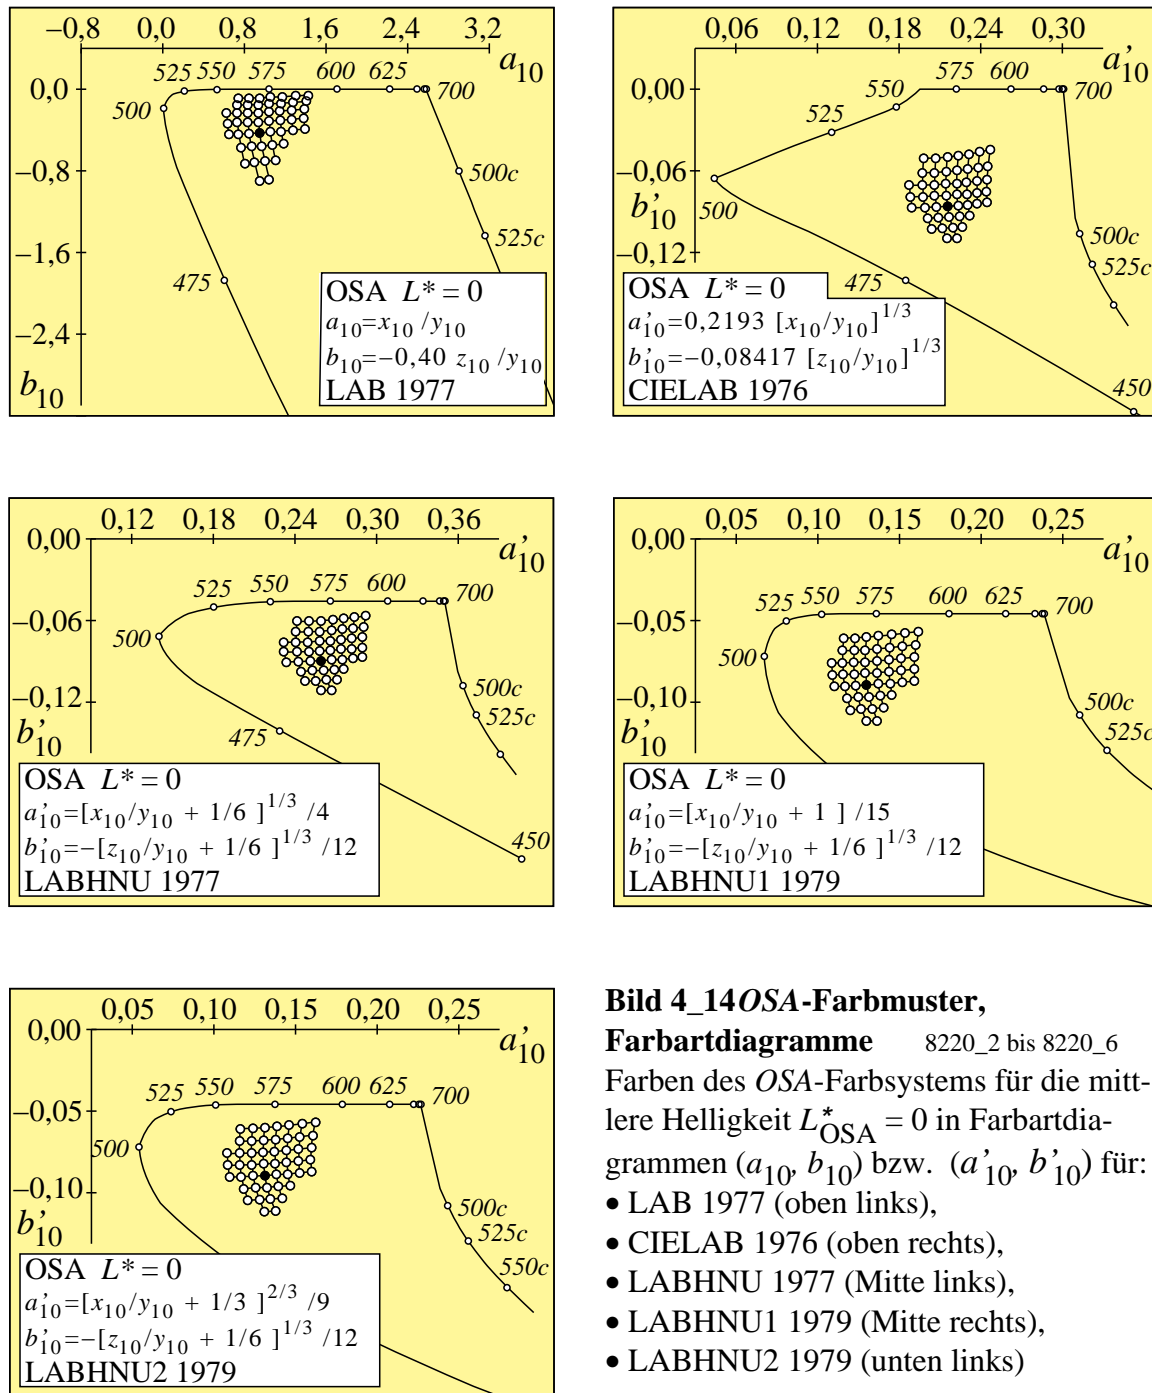 −0,8 0,0 0,8 1,6 2,4 3,2
a10
525 550 575 600 625
0,0
500
700
−0,8
500c
−1,6
525c
475
−2,4
b10
OSA L* = 0
a10=x10 /y10
b10=−0,40 z10 /y10
LAB 1977
0,06 0,12 0,18 0,24 0,30
a'10
575 600
0,00
550
700
525
−0,06
b'10
500
500c
−0,12
525c
475
OSA L* = 0
a'10=0,2193 [x10/y10]1/3
b'10=−0,08417 [z10/y10]1/3
CIELAB 1976
450
0,12 0,18 0,24 0,30 0,36
0,00
a'10
525 550 575 600
700
−0,06
500
500c
−0,12
525c
b'10
475
OSA L* = 0
a'10=[x10/y10 + 1/6 ]1/3 /4
b'10=−[z10/y10 + 1/6 ]1/3 /12
LABHNU 1977
450
0,05 0,10 0,15 0,20 0,25
0,00
a'10
525 550 575 600 625
700
−0,05
500
−0,10
500c
b'10
525c
OSA L* = 0
a'10=[x10/y10 + 1 ] /15
b'10=−[z10/y10 + 1/6 ]1/3 /12
LABHNU1 1979
0,05 0,10 0,15 0,20 0,25
0,00
a'10
525 550 575 600 625
700
−0,05
500
−0,10
500c
b'10
525c
550c
OSA L* = 0
a'10=[x10/y10 + 1/3 ]2/3 /9
b'10=−[z10/y10 + 1/6 ]1/3 /12
LABHNU2 1979
Bild 4_14OSA-Farbmuster,
Farbartdiagramme 8220_2 bis 8220_6
Farben des OSA-Farbsystems für die mitt-
lere Helligkeit L*OSA = 0 in Farbartdia-
grammen (a10, b10) bzw. (a'10, b'10) für:
• LAB 1977 (oben links),
• CIELAB 1976 (oben rechts),
• LABHNU 1977 (Mitte links),
• LABHNU1 1979 (Mitte rechts),
• LABHNU2 1979 (unten links)